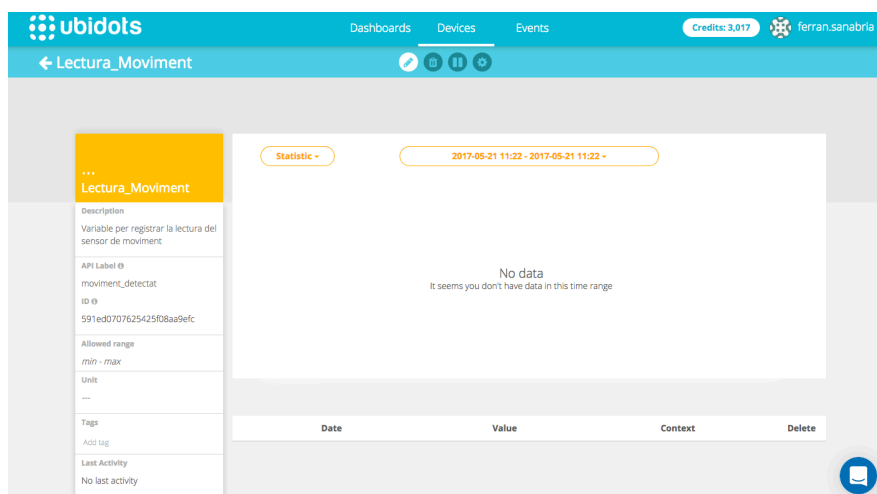 ubidots
Dashboards Devices Events
Credits: 3,017
ferran.sanabria
Lectura_Moviment
...
Lectura_Moviment
Description
Variable per registrar la lectura del
sensor de moviment
API Label
moviment_detectat
ID
591ed0707625425f08aa9efc
Allowed range
min - max
Unit
---
Tags
Add tag
Last Activity
No last activity
Statistic
2017-05-21 11:22 - 2017-05-21 11:22
No data
It seems you don't have data in this time range
Date Value Context Delete